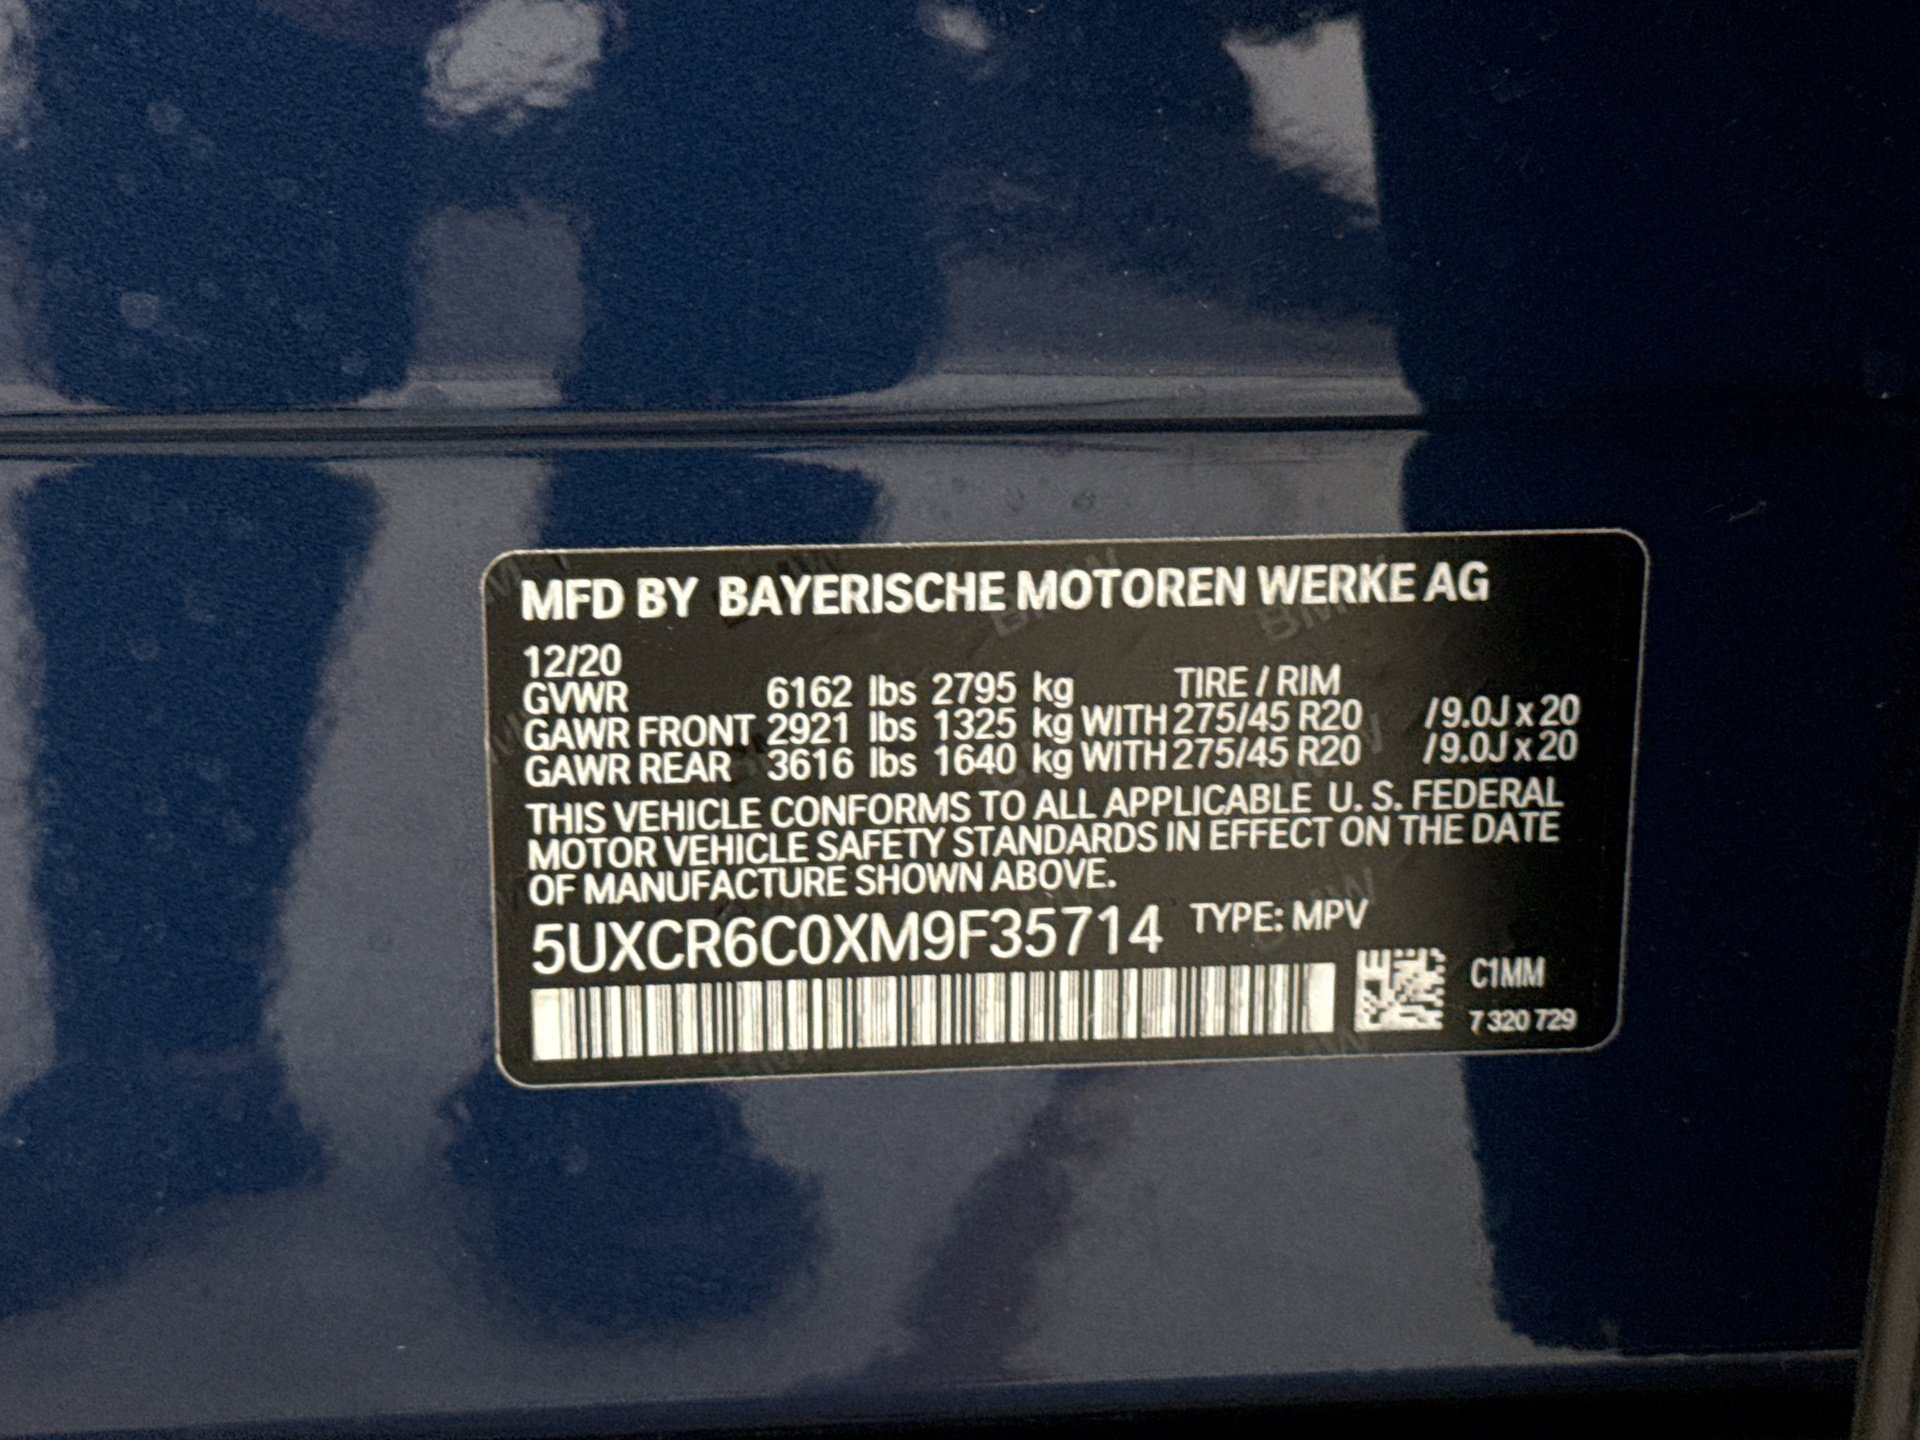 MFD BY BAYERISCHE MOTOREN WERKE AG
12/20
GVWR 6162 lbs 2795 kg TIRE / RIM
GAWR FRONT 2921 lbs 1325 kg WITH 275/45 R20 /9.0J x 20
GAWR REAR 3616 lbs 1640 kg WITH 275/45 R20 /9.0J x 20
THIS VEHICLE CONFORMS TO ALL APPLICABLE U. S. FEDERAL
MOTOR VEHICLE SAFETY STANDARDS IN EFFECT ON THE DATE
OF MANUFACTURE SHOWN ABOVE.
5UXCR6C0XM9F35714 TYPE: MPV
C1MM
7 320 729